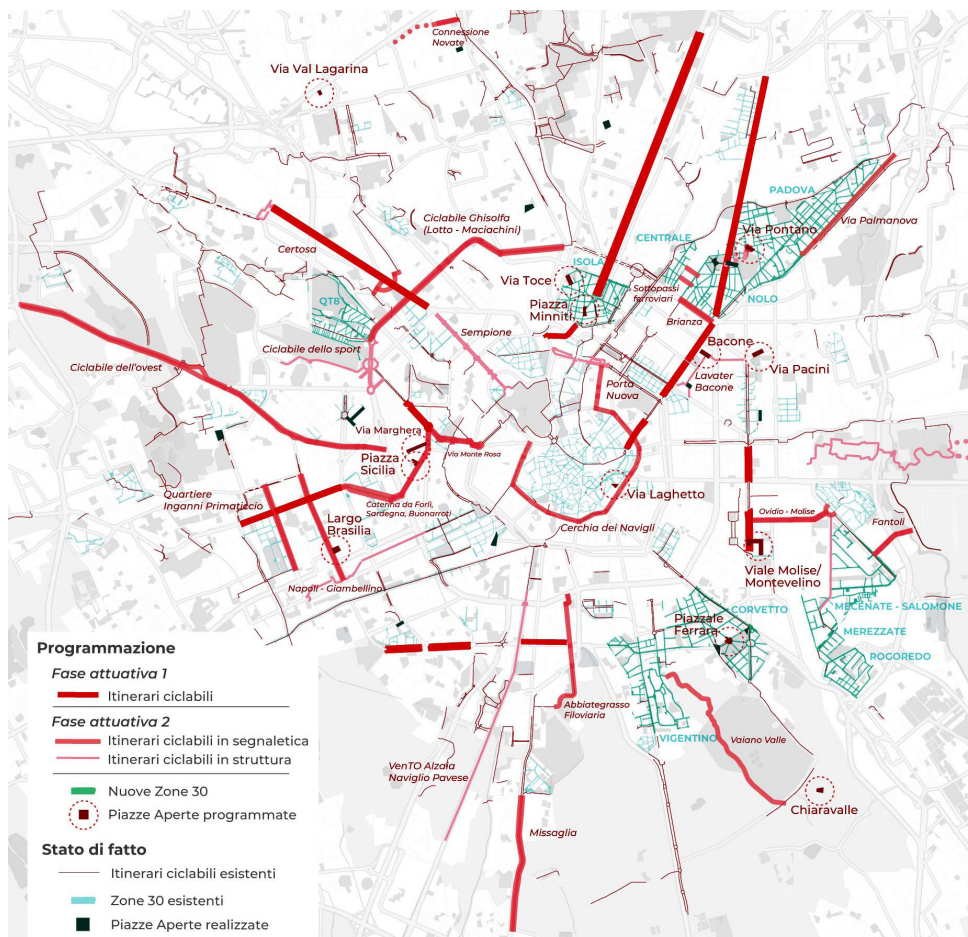 Connessione
Novate
Via Val Lagarina
PADOVA
Via Palmanova
Ciclabile Ghisolfa
(Lotto - Maciachini)
Via Pontano
CENTRALE
Certosa
ISOLA
Via Toce
Sottopassi
ferroviari
NOLO
QT8
Piazza
Minniti
Brianza
Sempione
Bacone
Ciclabile dello sport
Ciclabile dell'ovest
Porta
Nuova
Lavater
Bacone
Via Pacini
Via Marghera
Piazza
Sicilia
Via Monte Rosa
Quartiere
Inganni Primaticcio
Via Laghetto
Caterina da Forlì,
Sardegna, Buonarroti
Ovidio - Molise
Fantoli
Largo
Brasilia
Cerchia dei Navigli
Viale Molise/
Montevelino
Napoli - Giambellino
CORVETTO
MECENATE - SALOMONE
Piazzale
Ferrara
MEREZZATE
ROGOREDO
Abbiategrasso
Filoviaria
VIGENTINO
Vaiano Valle
VenTO Alzaia
Naviglio Pavese
Chiaravalle
Missaglia
Programmazione
Fase attuativa 1
Itinerari ciclabili
Fase attuativa 2
Itinerari ciclabili in segnaletica
Itinerari ciclabili in struttura
Nuove Zone 30
Piazze Aperte programmate
Stato di fatto
Itinerari ciclabili esistenti
Zone 30 esistenti
Piazze Aperte realizzate